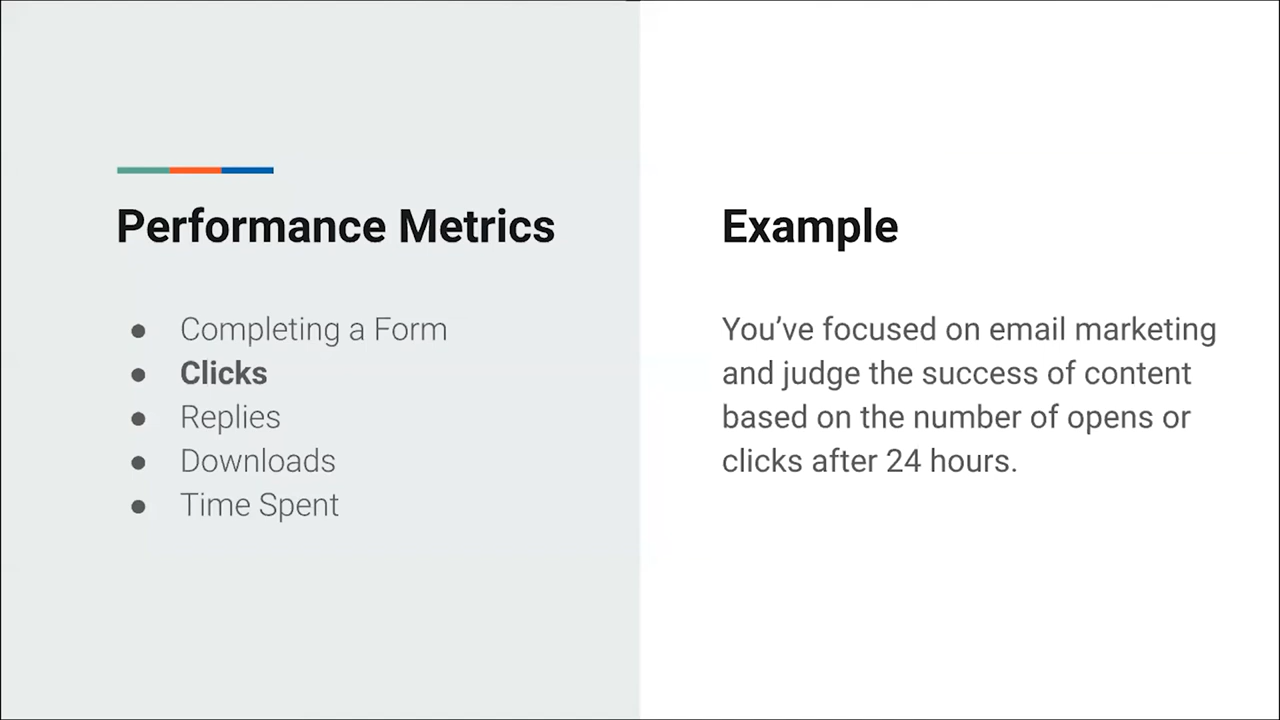 Performance Metrics
● Completing a Form
● Clicks
● Replies
● Downloads
● Time Spent
Example
You’ve focused on email marketing
and judge the success of content
based on the number of opens or
clicks after 24 hours.